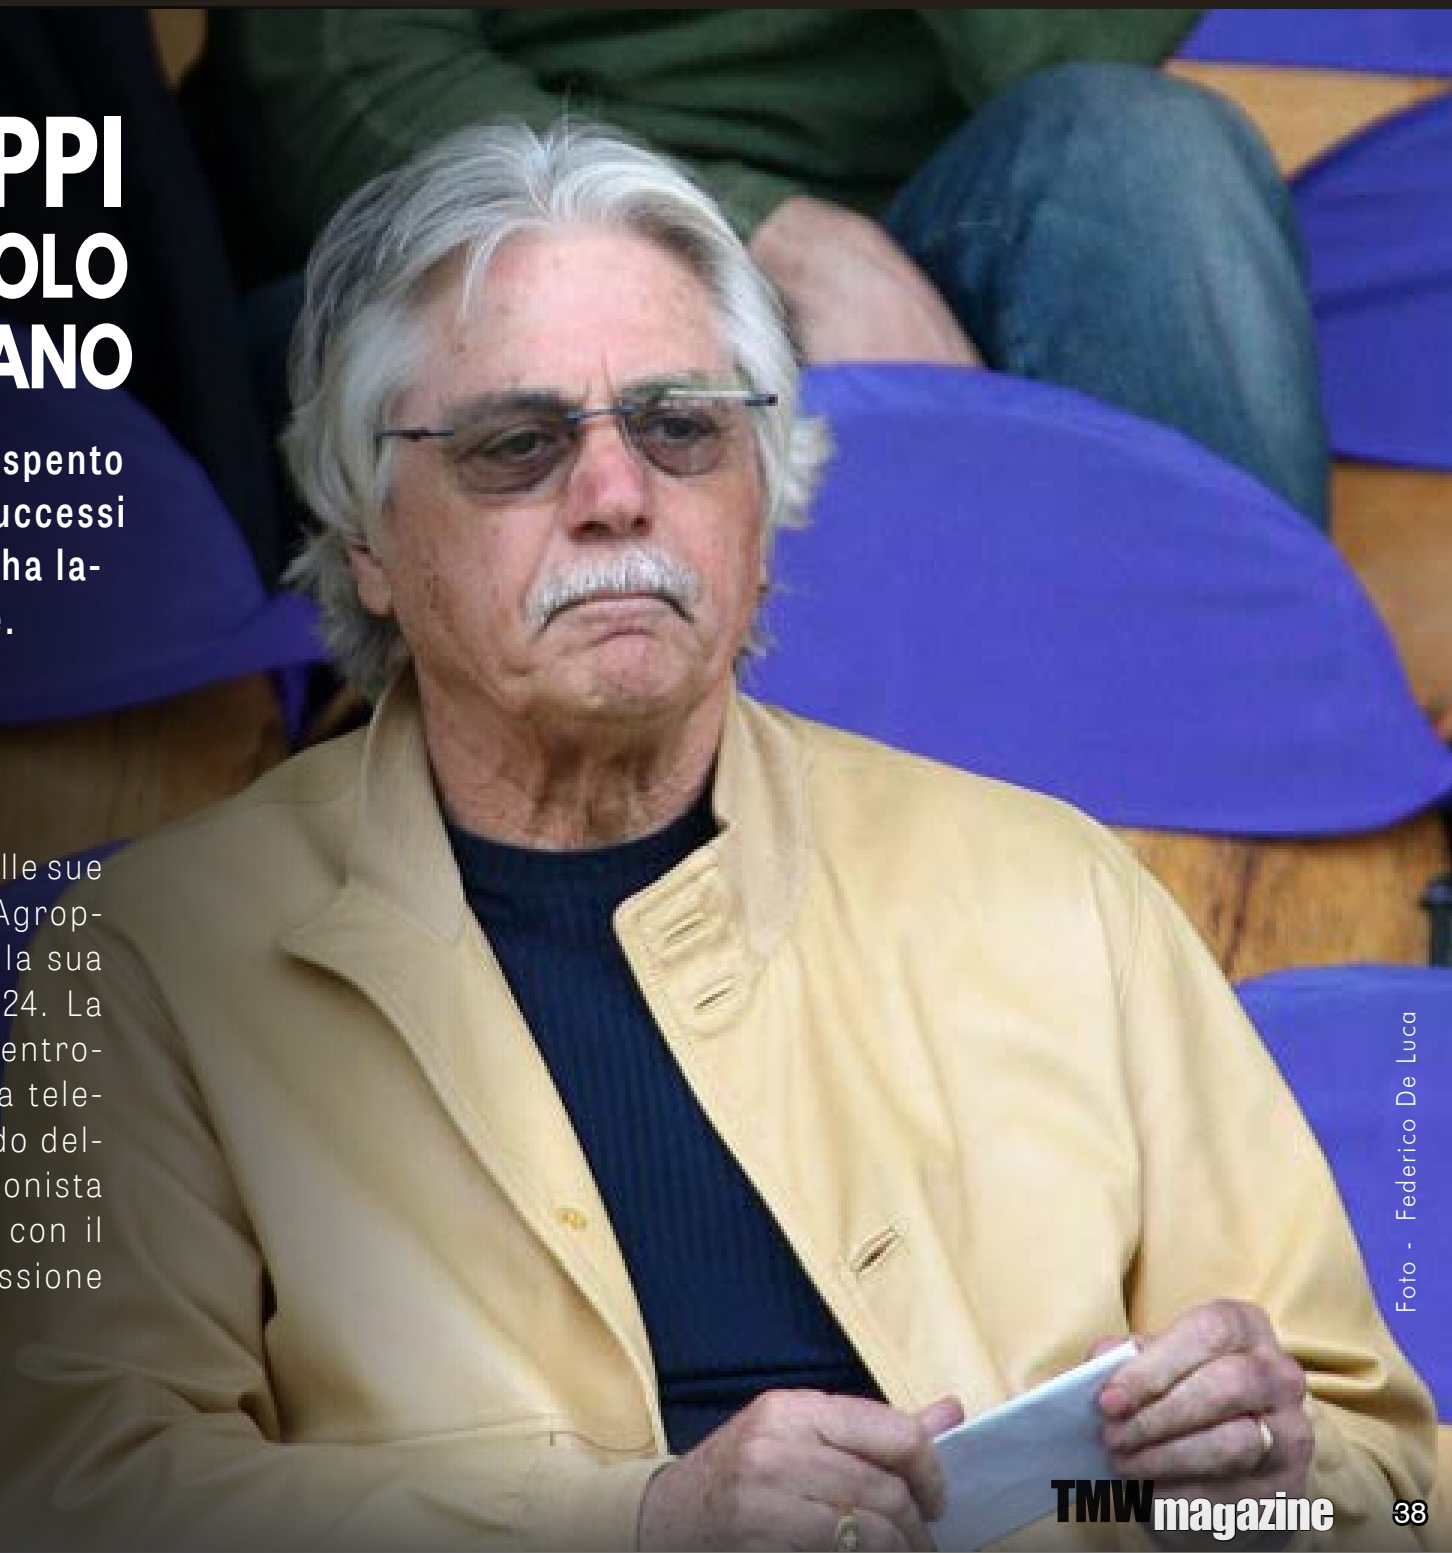 PPI
OLO
ANO
spento
uccessi
ha la-
e.
lle sue
Agrop-
la sua
24. La
entro-
a tele-
do del-
onista
con il
ssione
Foto - Federico De Luca
TMWmagazine
38